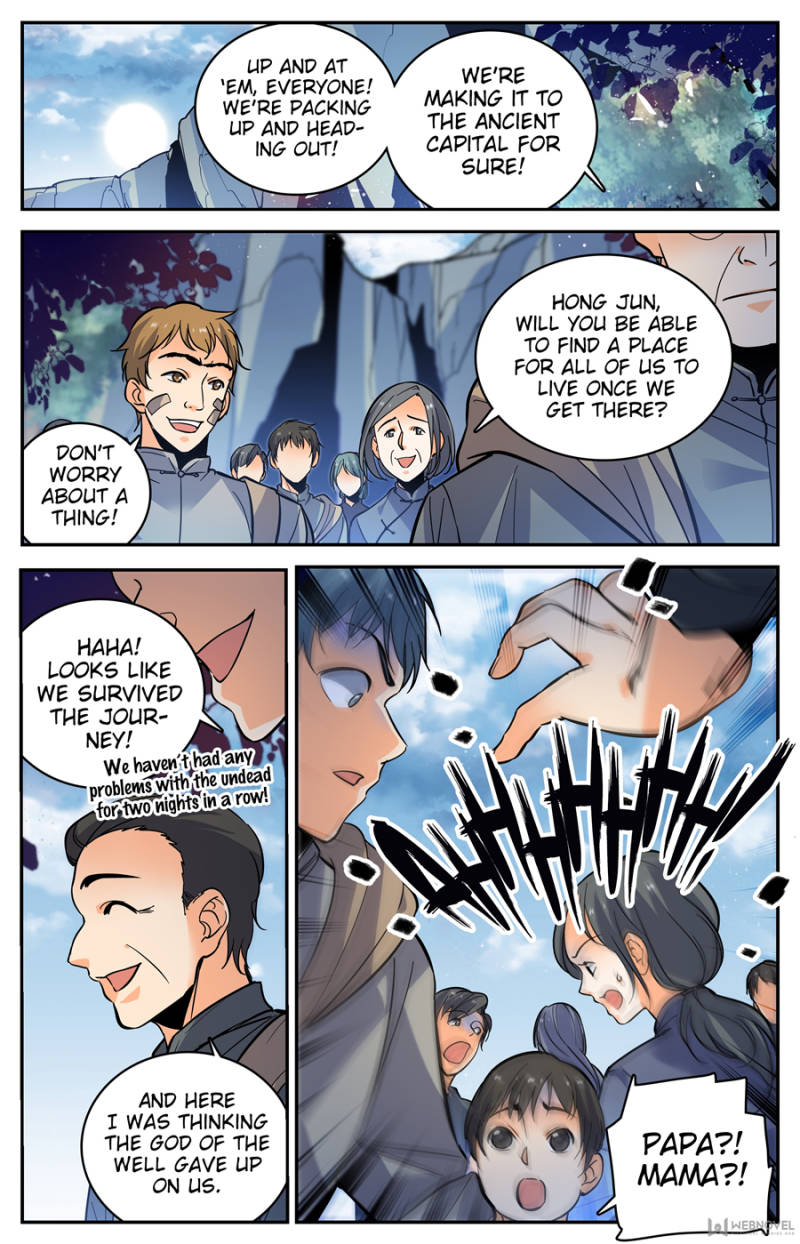 UP AND AT
'EM, EVERYONE!
WE'RE PACKING
UP AND HEAD-
ING OUT!
WE'RE
MAKING IT TO
THE ANCIENT
CAPITAL FOR
SURE!
HONG JUN,
WILL YOU BE ABLE
TO FIND A PLACE
FOR ALL OF US TO
LIVE ONCE WE
GET THERE?
DON'T
WORRY
ABOUT A
THING!
HAHA!
LOOKS LIKE
WE SURVIVED
THE JOUR-
NEY!
We haven't had any
problems with the undead
for two nights in a row!
AND HERE
I WAS THINKING
THE GOD OF THE
WELL GAVE UP
ON US.
AHHHHHHH!
PAPA?!
MAMA?!
WEBNOVEL